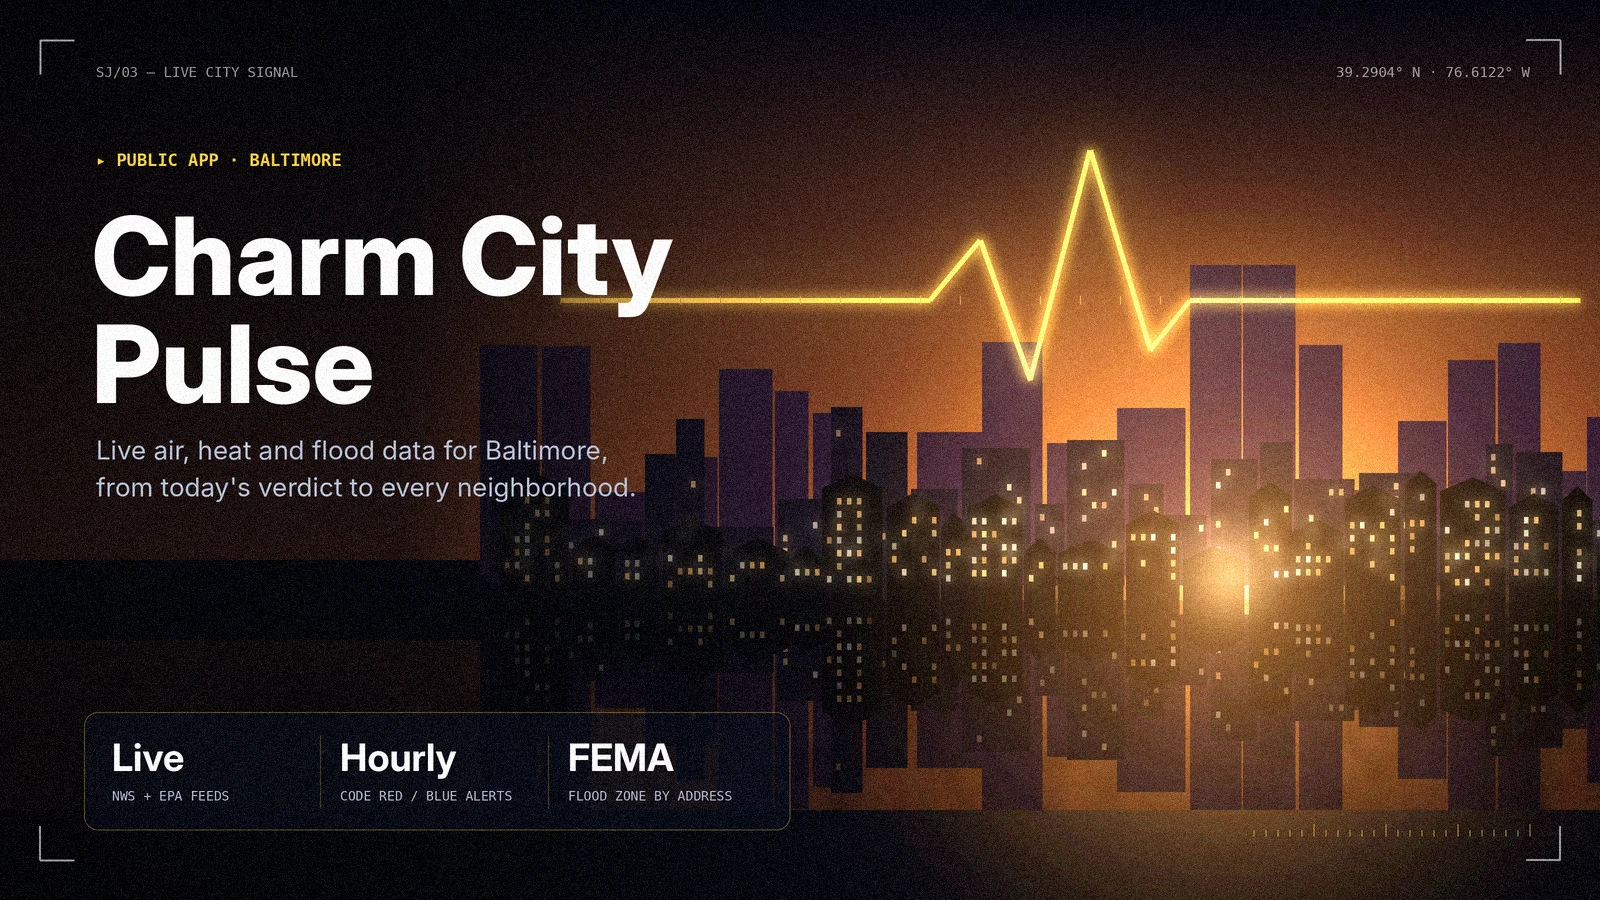 SJ/03 — LIVE CITY SIGNAL
39.2904° N · 76.6122° W
▸ PUBLIC APP · BALTIMORE
Charm City
Pulse
Live air, heat and flood data for Baltimore,
from today's verdict to every neighborhood.
Live
NWS + EPA FEEDS
Hourly
CODE RED / BLUE ALERTS
FEMA
FLOOD ZONE BY ADDRESS